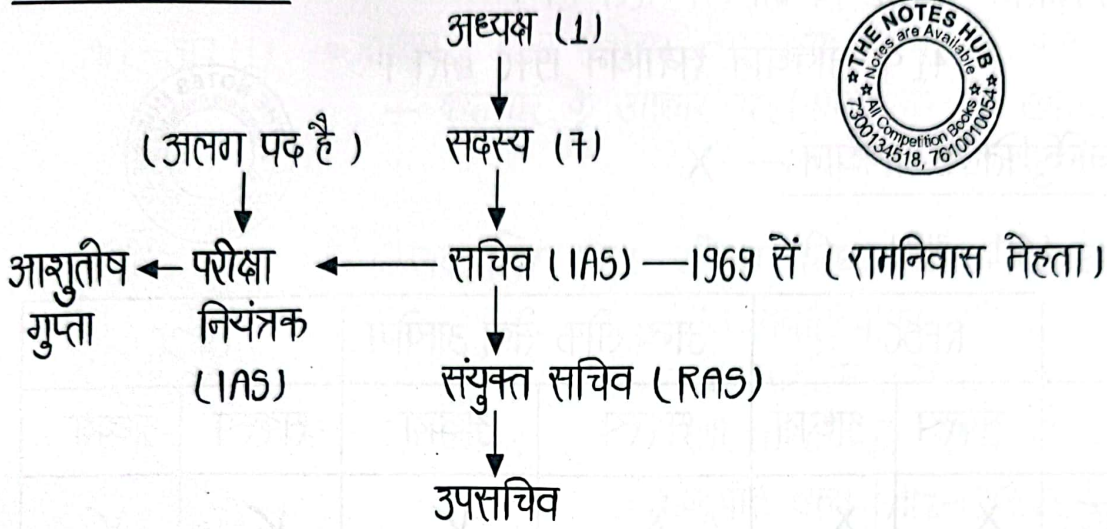 अध्यक्ष (1)
(अलग पद है) सदस्य (7)
आशुतोष परीक्षा सचिव (IAS) — 1969 सें (रामनिवास मेहता)
गुप्ता नियंत्रक
(IAS) संयुक्त सचिव (RAS)
उपसचिव
THE NOTES HUB
Notes are Available
All Competition Books
7300134518, 7610010054